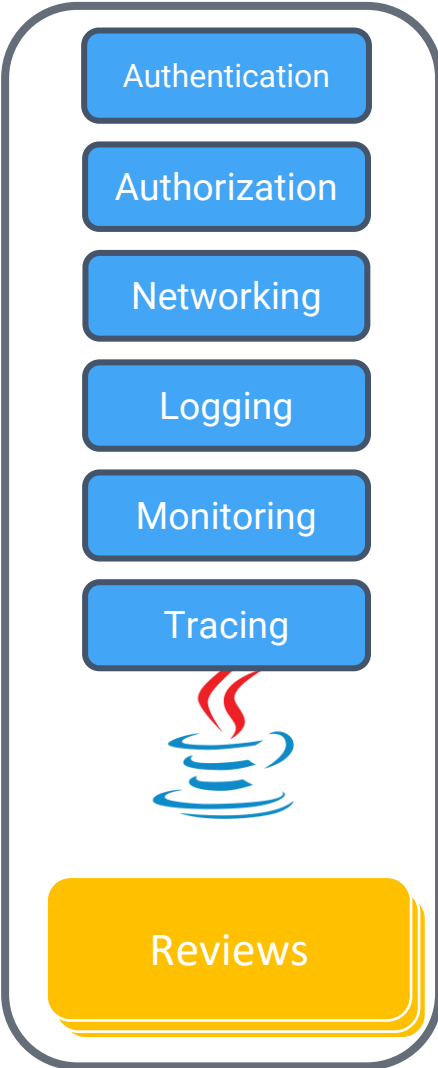 Authentication
Authorization
Networking
Logging
Monitoring
Tracing
Reviews